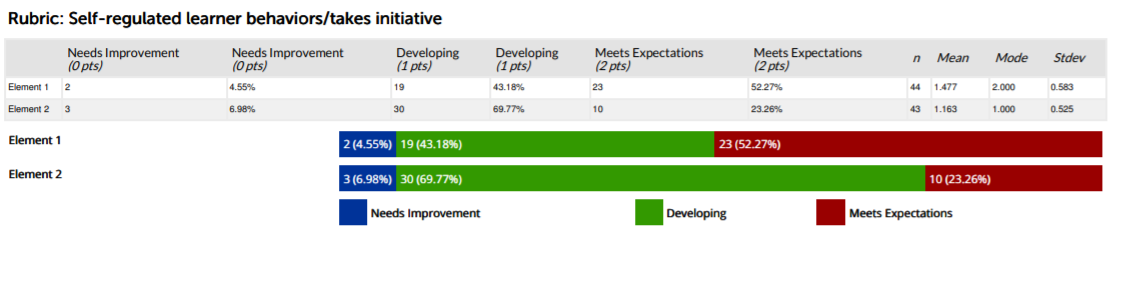 Rubric: Self-regulated learner behaviors/takes initiative
Needs Improvement (0 pts) Needs Improvement (0 pts) Developing (1 pts) Developing (1 pts) Meets Expectations (2 pts) Meets Expectations (2 pts) n Mean Mode Stdev
Element 1 2 4.55% 19 43.18% 23 52.27% 44 1.477 2.000 0.583
Element 2 3 6.98% 30 69.77% 10 23.26% 43 1.163 1.000 0.525
Element 1 2 (4.55%) 19 (43.18%) 23 (52.27%)
Element 2 3 (6.98%) 30 (69.77%) 10 (23.26%)
Needs Improvement Developing Meets Expectations